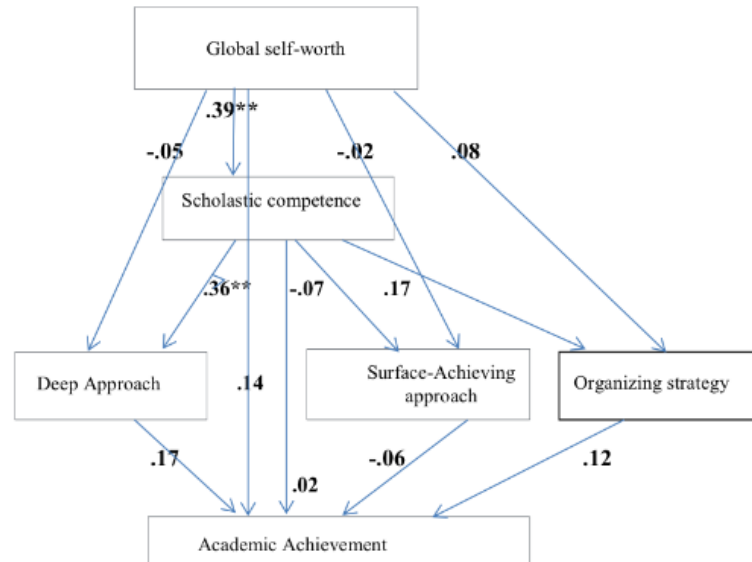 Global self-worth
.39**
-.05
-.02
.08
Scholastic competence
.36**
-.07
.17
Deep Approach
.14
Surface-Achieving
approach
Organizing strategy
.17
.02
-.06
.12
Academic Achievement